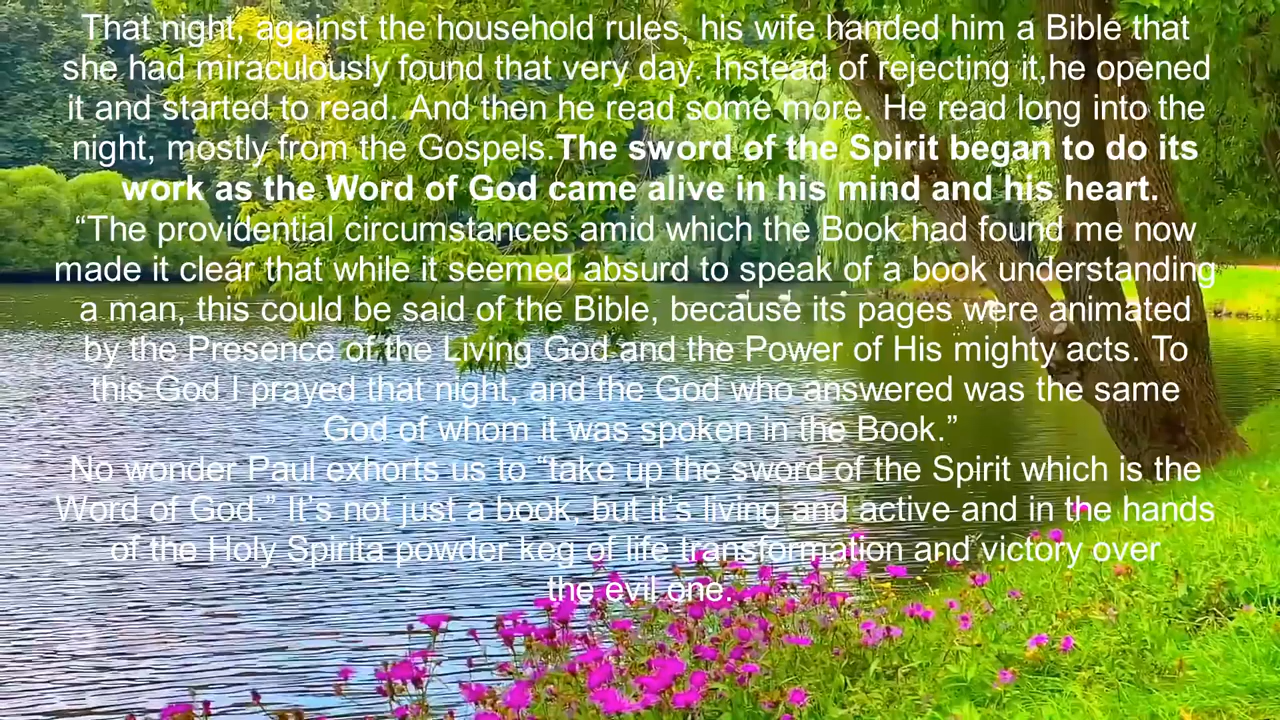 That night, against the household rules, his wife handed him a Bible that
she had miraculously found that very day. Instead of rejecting it,he opened
it and started to read. And then he read some more. He read long into the
night, mostly from the Gospels.The sword of the Spirit began to do its
work as the Word of God came alive in his mind and his heart.
“The providential circumstances amid which the Book had found me now
made it clear that while it seemed absurd to speak of a book understanding
a man, this could be said of the Bible, because its pages were animated
by the Presence of the Living God and the Power of His mighty acts. To
this God I prayed that night, and the God who answered was the same
God of whom it was spoken in the Book.”
No wonder Paul exhorts us to “take up the sword of the Spirit which is the
Word of God.” It’s not just a book, but it’s living and active and in the hands
of the Holy Spirita powder keg of life transformation and victory over
the evil one.